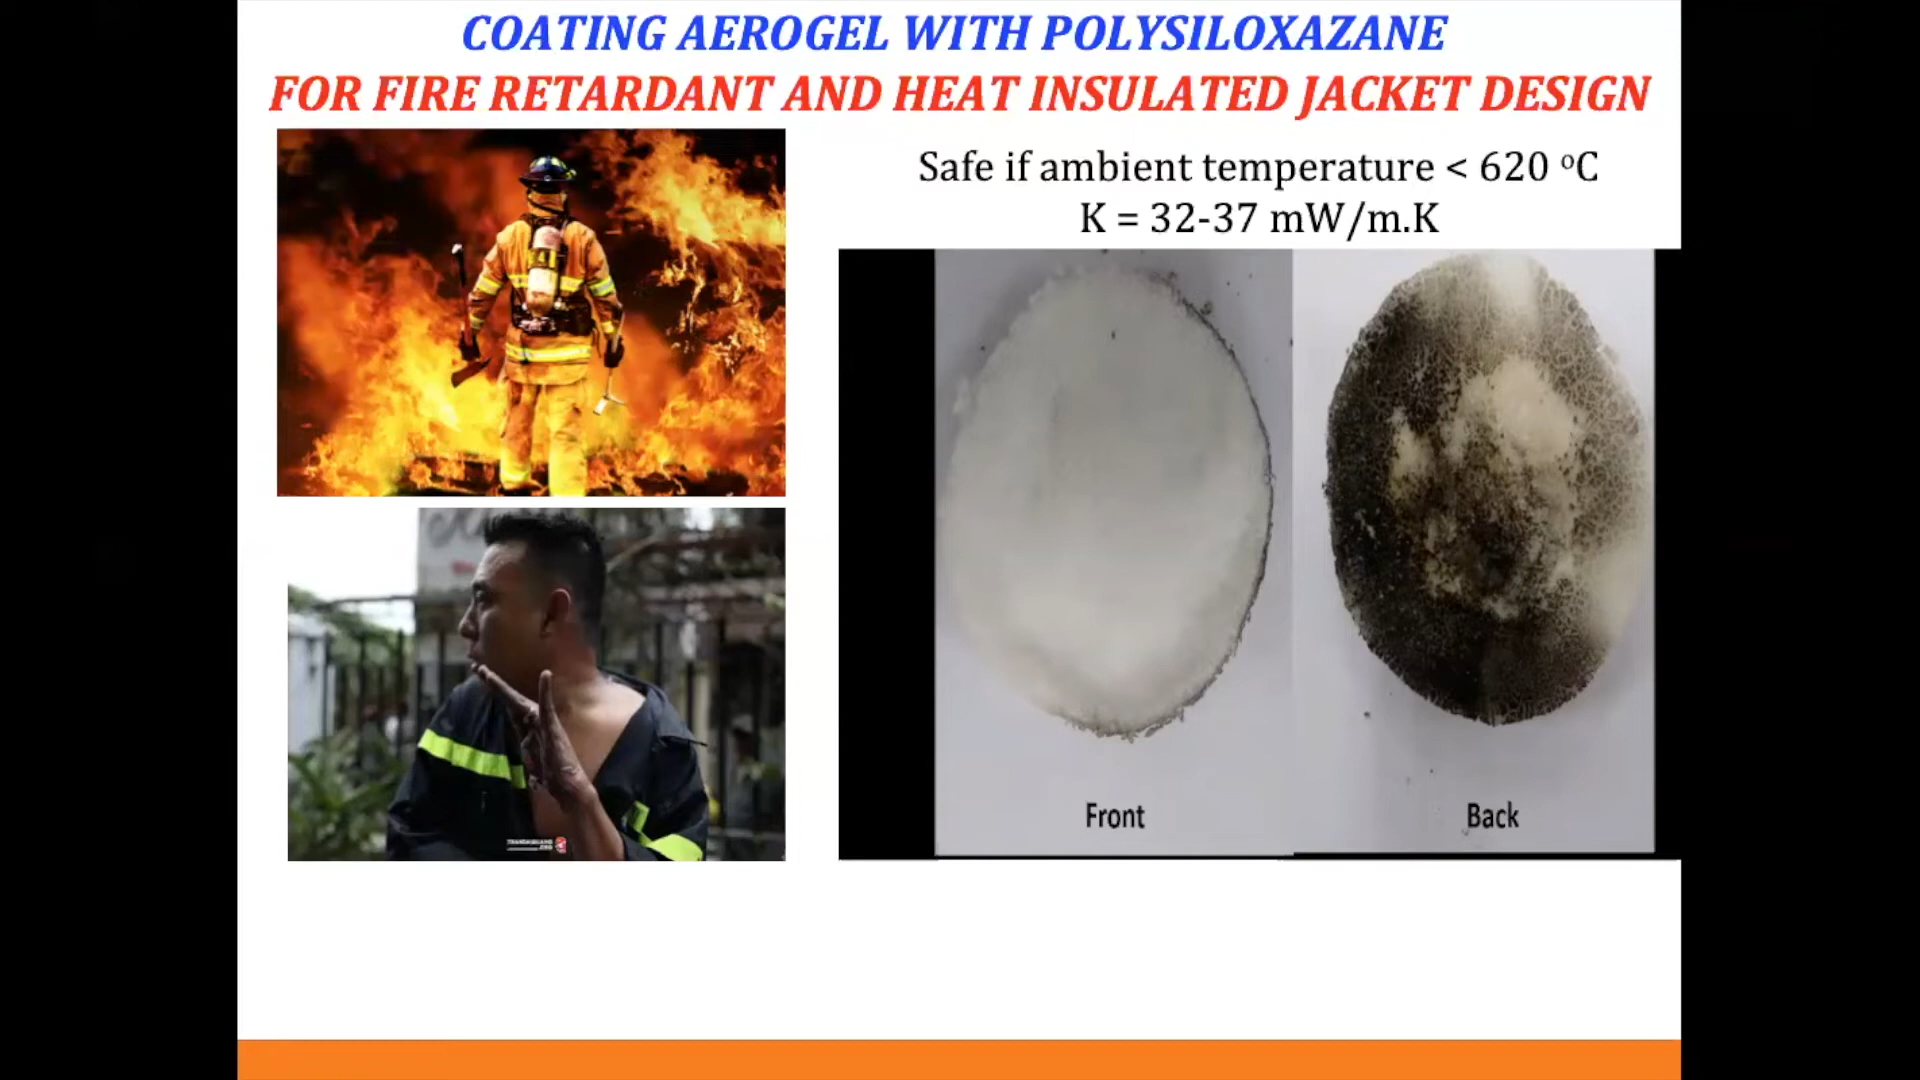 COATING AEROGEL WITH POLYSILOXAZANE
FOR FIRE RETARDANT AND HEAT INSULATED JACKET DESIGN
Safe if ambient temperature < 620 ºC
K = 32-37 mW/m.K
Front
Back